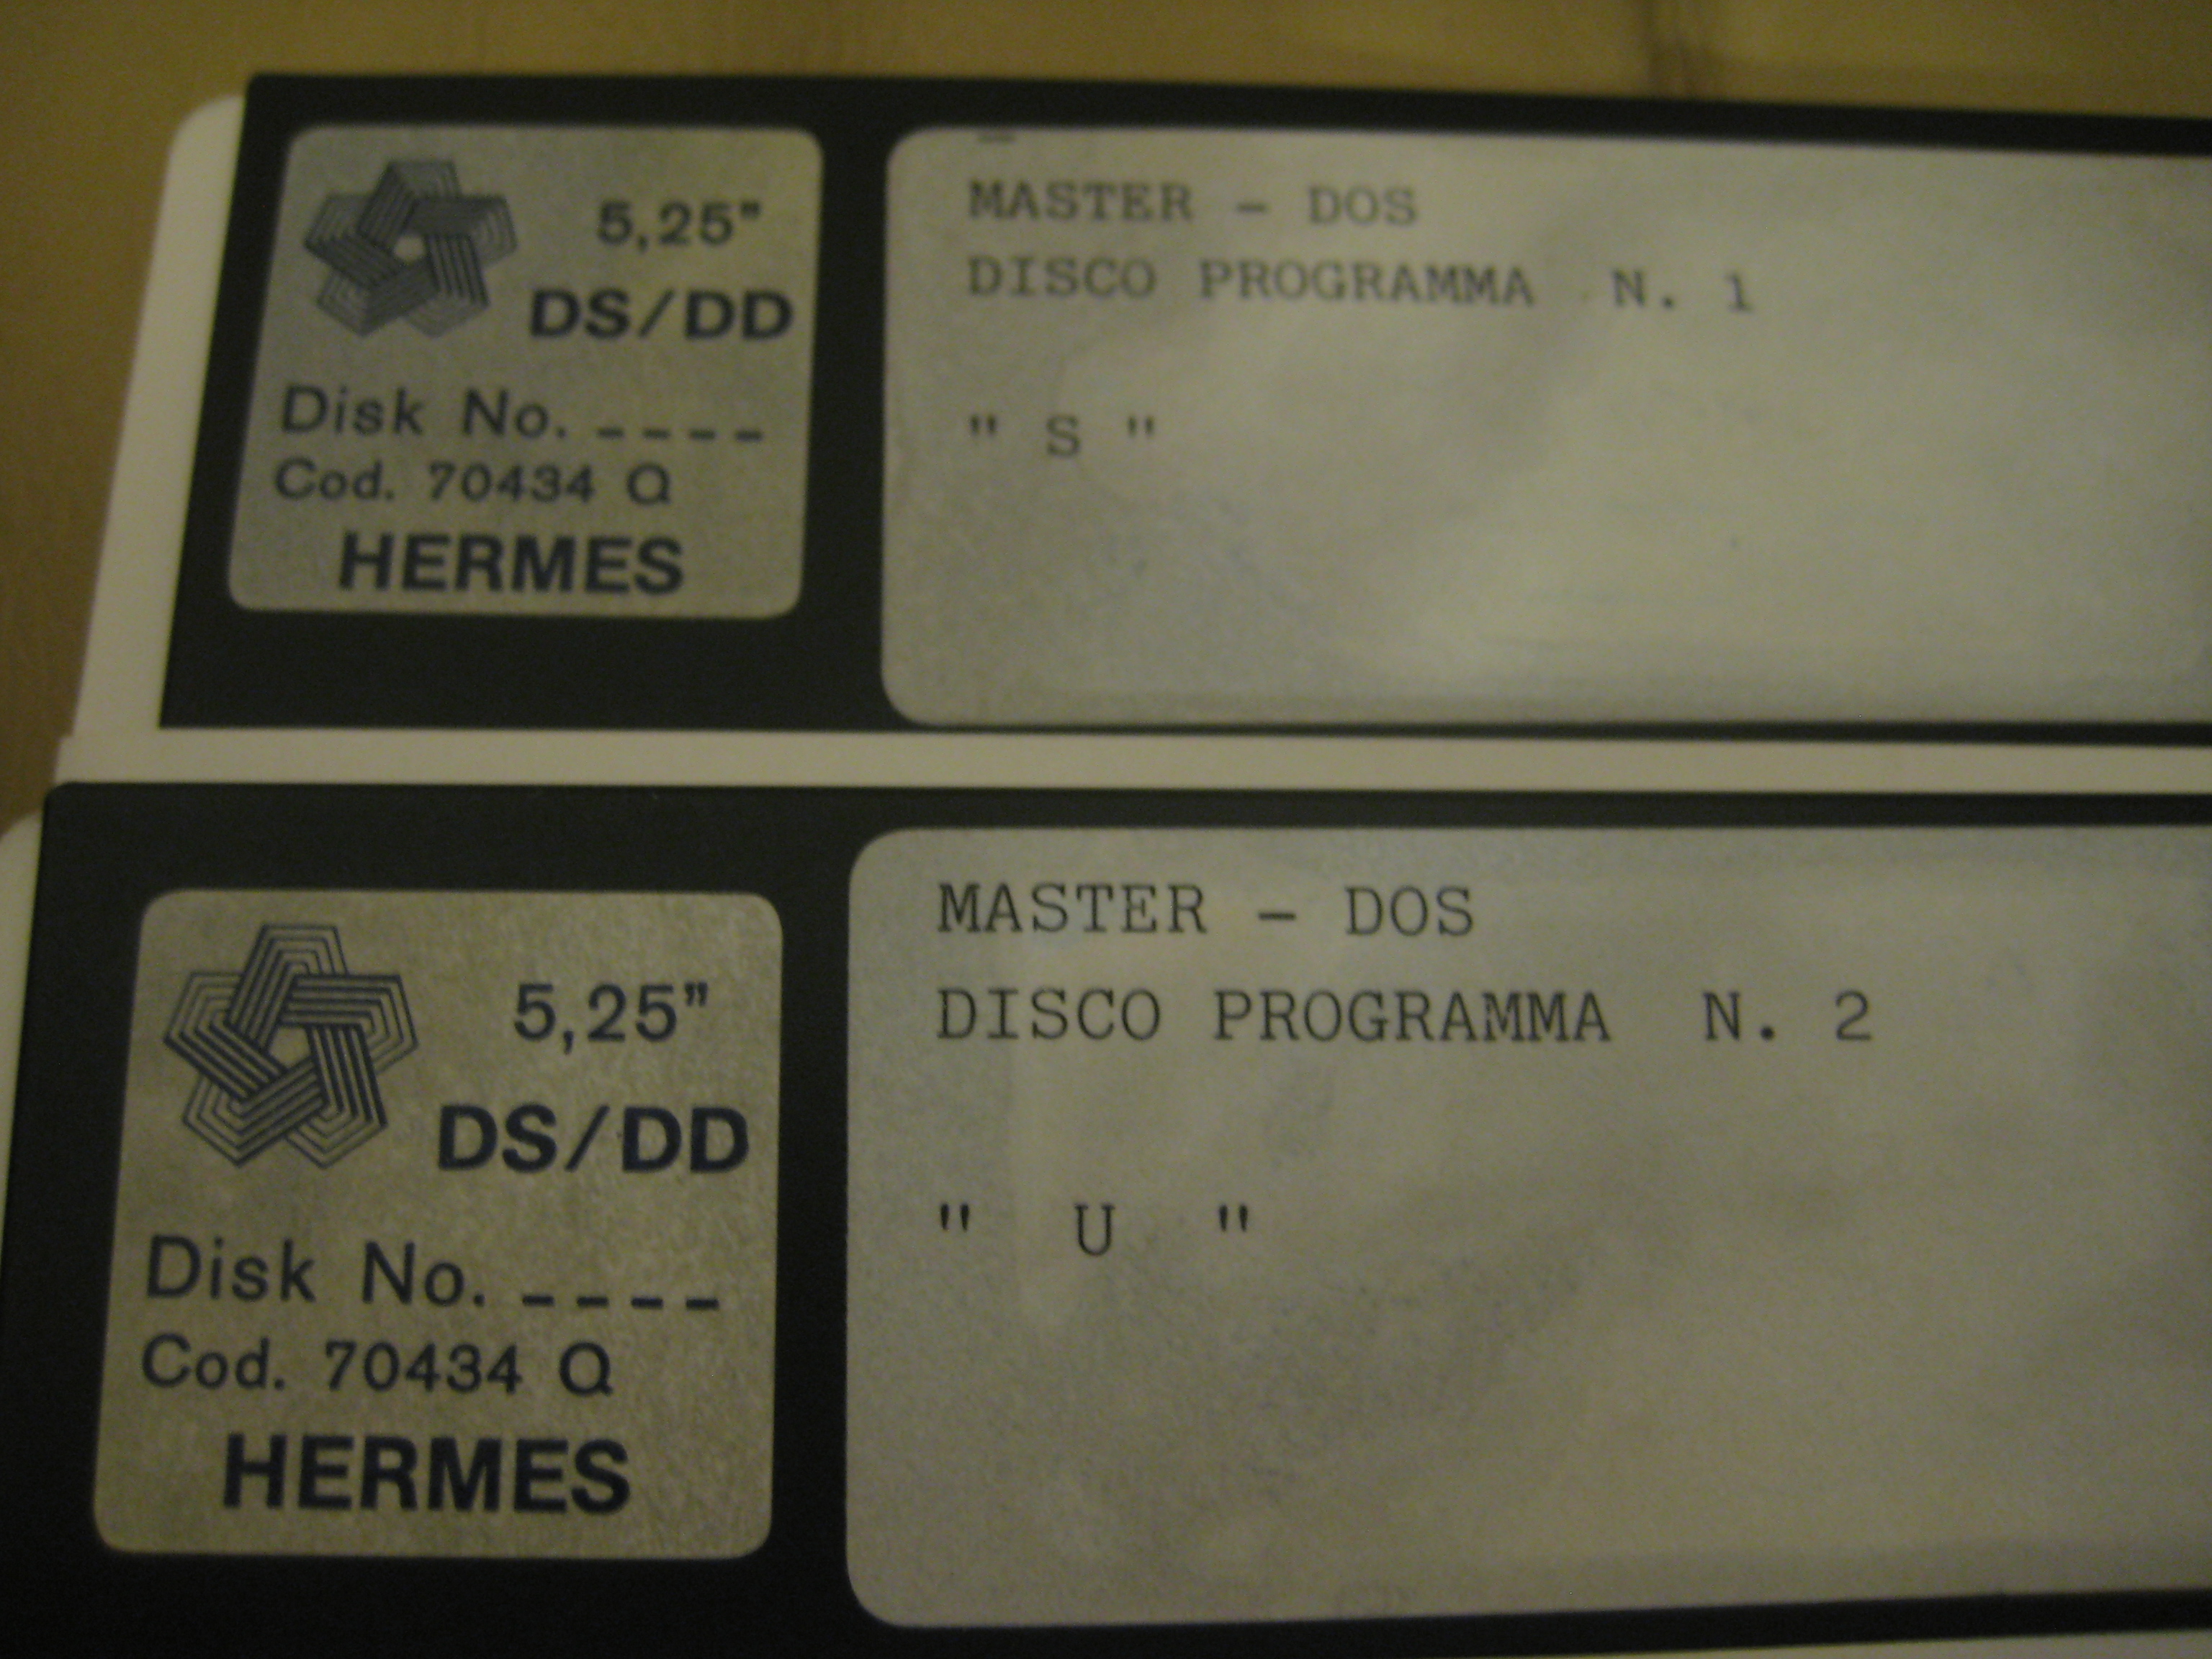 5,25"
DS/DD
Disk No. ----
Cod. 70434 Q
HERMES
MASTER - DOS
DISCO PROGRAMMA N. 1
" S "
5,25"
DS/DD
Disk No. ----
Cod. 70434 Q
HERMES
MASTER - DOS
DISCO PROGRAMMA N. 2
" U "